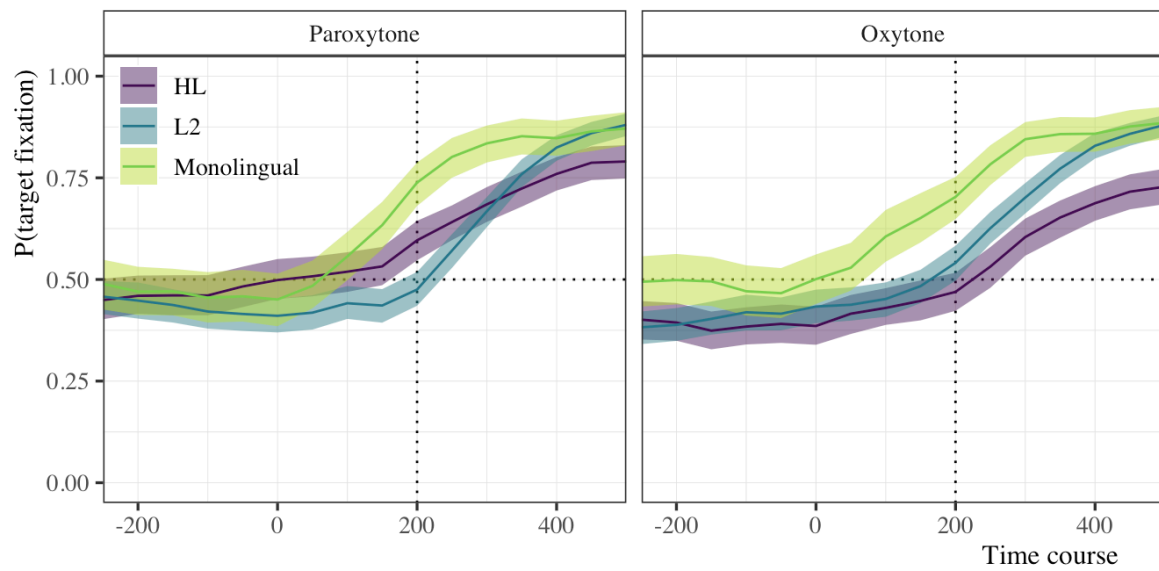 Paroxytone
Oxytone
P(target fixation)
1.00
0.75
0.50
0.25
0.00
HL
L2
Monolingual
-200 0 200 400
-200 0 200 400
Time course